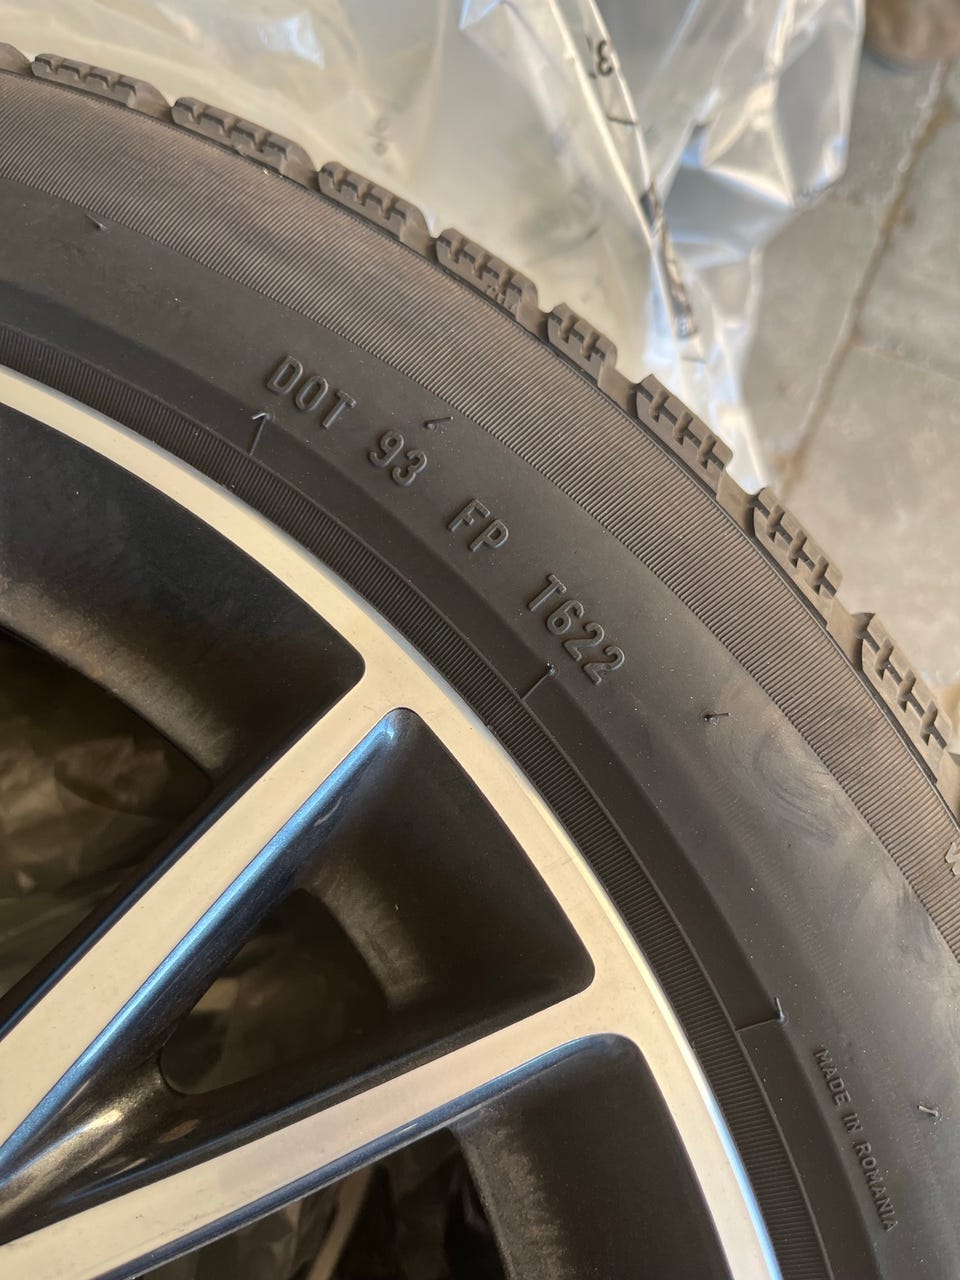 DOT 93 FP T622
MADE IN ROMANIA